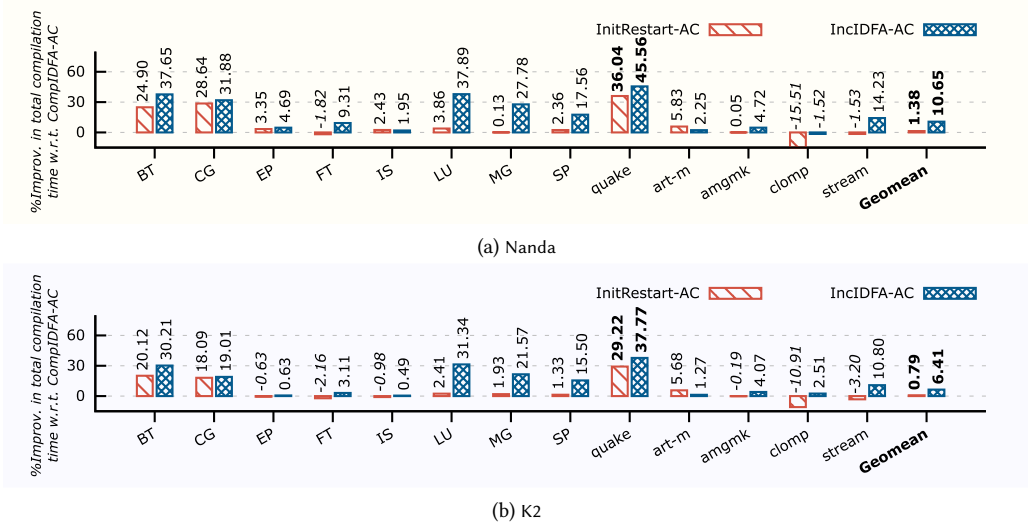 InitRestart-AC IncIDFA-AC
%Improv. in total compilation
time w.r.t. CompIDFA-AC
60
30
0
24.90 37.65 28.64 31.88 3.35 4.69 -1.82 9.31 2.43 1.95 3.86 37.89 0.13 27.78 2.36 17.56 36.04 45.56 5.83 2.25 0.05 4.72 -15.51 -1.52 -1.53 14.23 1.38 10.65
BT CG EP FT IS LU MG SP quake art-m amgmk clomp stream Geomean
(a) Nanda
InitRestart-AC IncIDFA-AC
%Improv. in total compilation
time w.r.t. CompIDFA-AC
60
30
0
20.12 30.21 18.09 19.01 -0.63 0.63 -2.16 3.11 -0.98 0.49 2.41 31.34 1.93 21.57 1.33 15.50 29.22 37.77 5.68 1.27 -0.19 4.07 -10.91 2.51 -3.20 10.80 0.79 6.41
BT CG EP FT IS LU MG SP quake art-m amgmk clomp stream Geomean
(b) K2